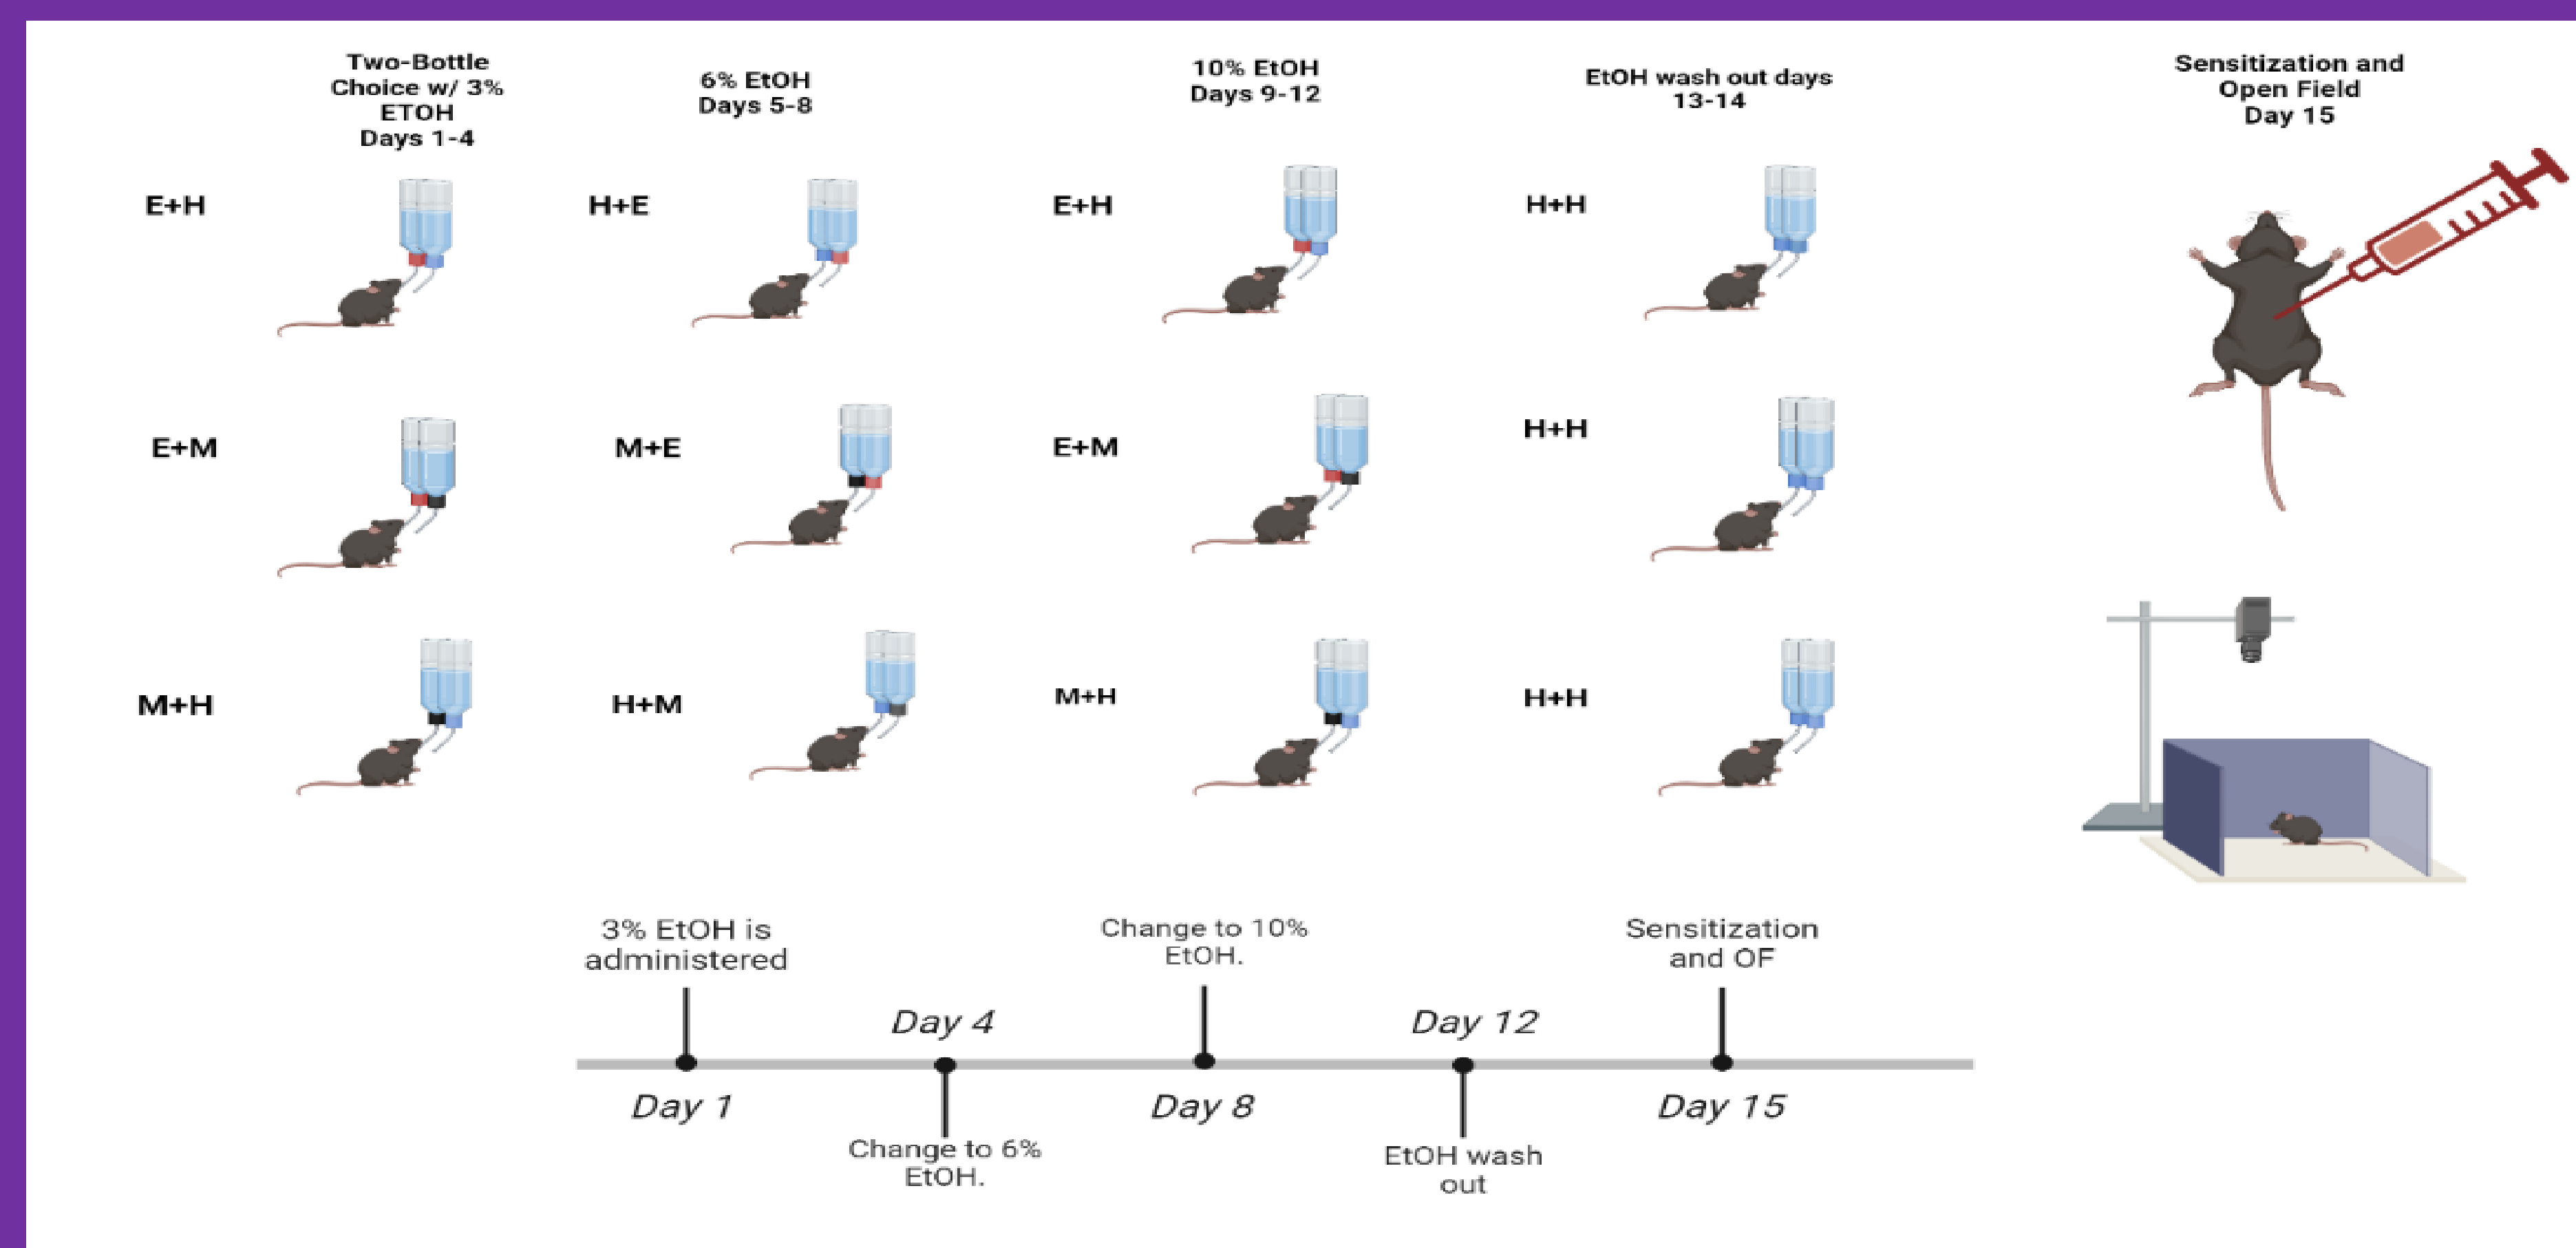 Two-Bottle
Choice w/ 3%
ETOH
Days 1-4
6% EtOH
Days 5-8
10% EtOH
Days 9-12
EtOH wash out days
13-14
Sensitization and
Open Field
Day 15
E+H
H+E
E+H
H+H
E+M
M+E
E+M
H+H
M+H
H+M
M+H
H+H
3% EtOH is
administered
Change to 10%
EtOH.
Sensitization
and OF
Day 4
Day 12
Day 1
Day 8
Day 15
Change to 6%
EtOH.
EtOH wash
out